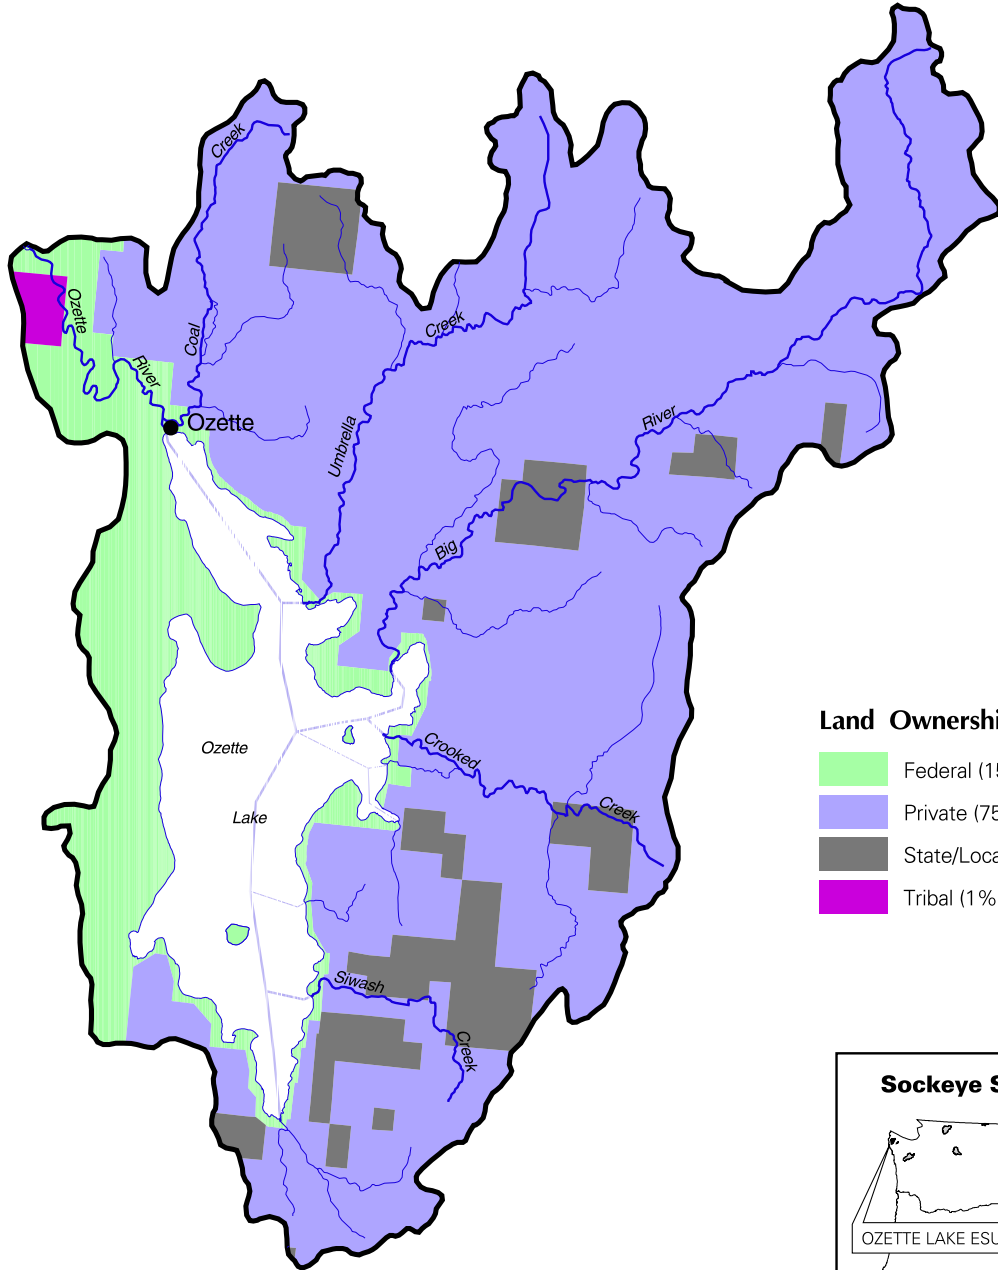 Creek
Ozette
River
Coal
Creek
Ozette
Umbrella
River
Big
Ozette
Crooked
Lake
Creek
Siwash
Creek
Land Ownershi
Federal (15
Private (75
State/Loca
Tribal (1%
Sockeye S
OZETTE LAKE ESU